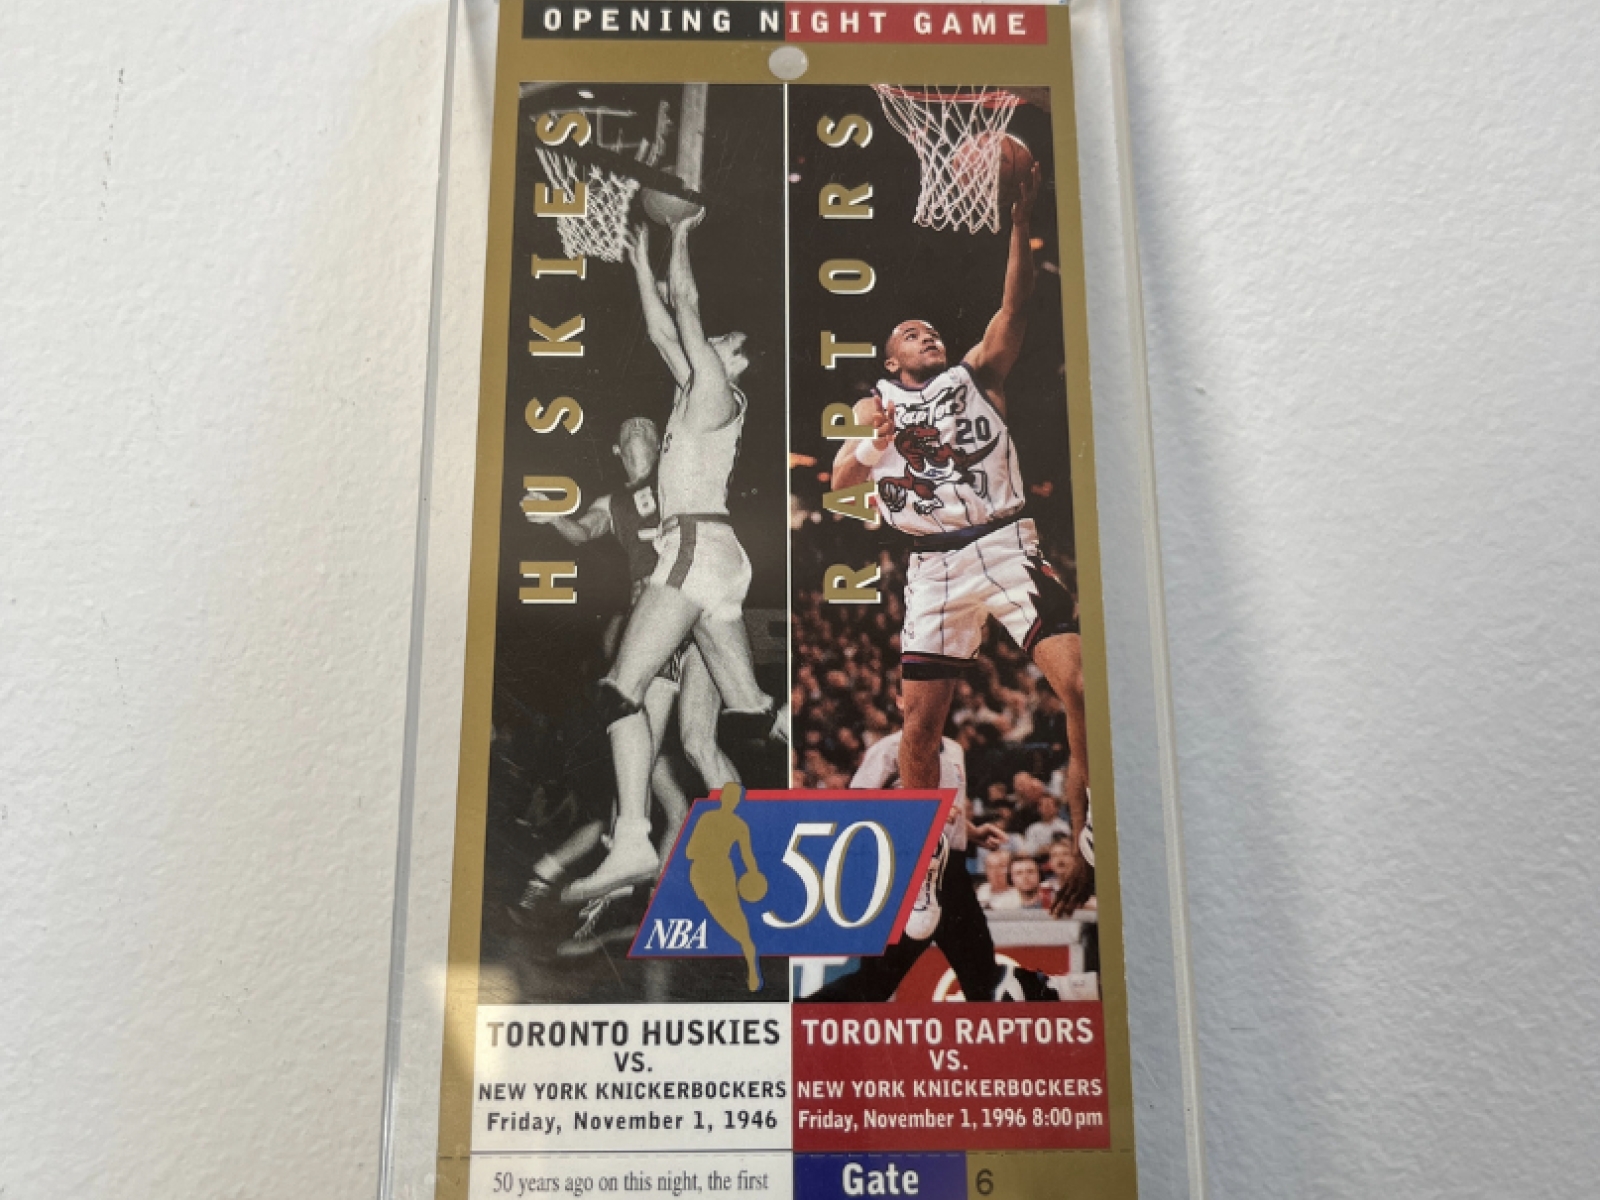 OPENING NIGHT GAME
HUSKIES
RAPTORS
Raptors
20
NBA 50
TORONTO HUSKIES
VS.
NEW YORK KNICKERBOCKERS
Friday, November 1, 1946
TORONTO RAPTORS
VS.
NEW YORK KNICKERBOCKERS
Friday, November 1, 1996 8:00 pm
50 years ago on this night, the first
Gate 6